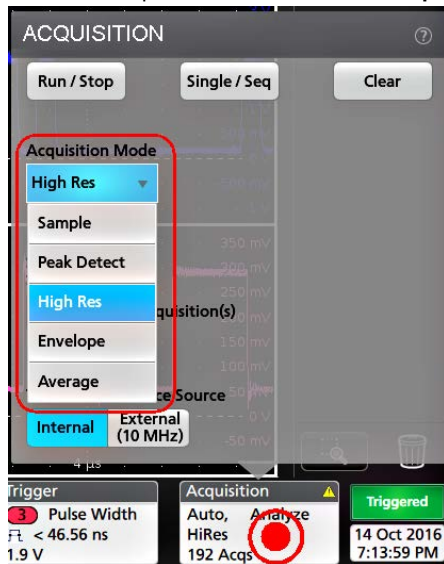 ACQUISITION
?
Run / Stop
Single / Seq
Clear
Acquisition Mode
High Res
Sample
350 mV
Peak Detect
300 mV
High Res
250 mV
quisition(s)
Envelope
150 mV
100 mV
Average
ce Source
50 mV
Internal
External
(10 MHz)
0 V
-50 mV
4 µs
Trigger
3 Pulse Width
< 46.56 ns
1.9 V
Acquisition
Auto, Analyze
HiRes
192 Acqs
Triggered
14 Oct 2016
7:13:59 PM